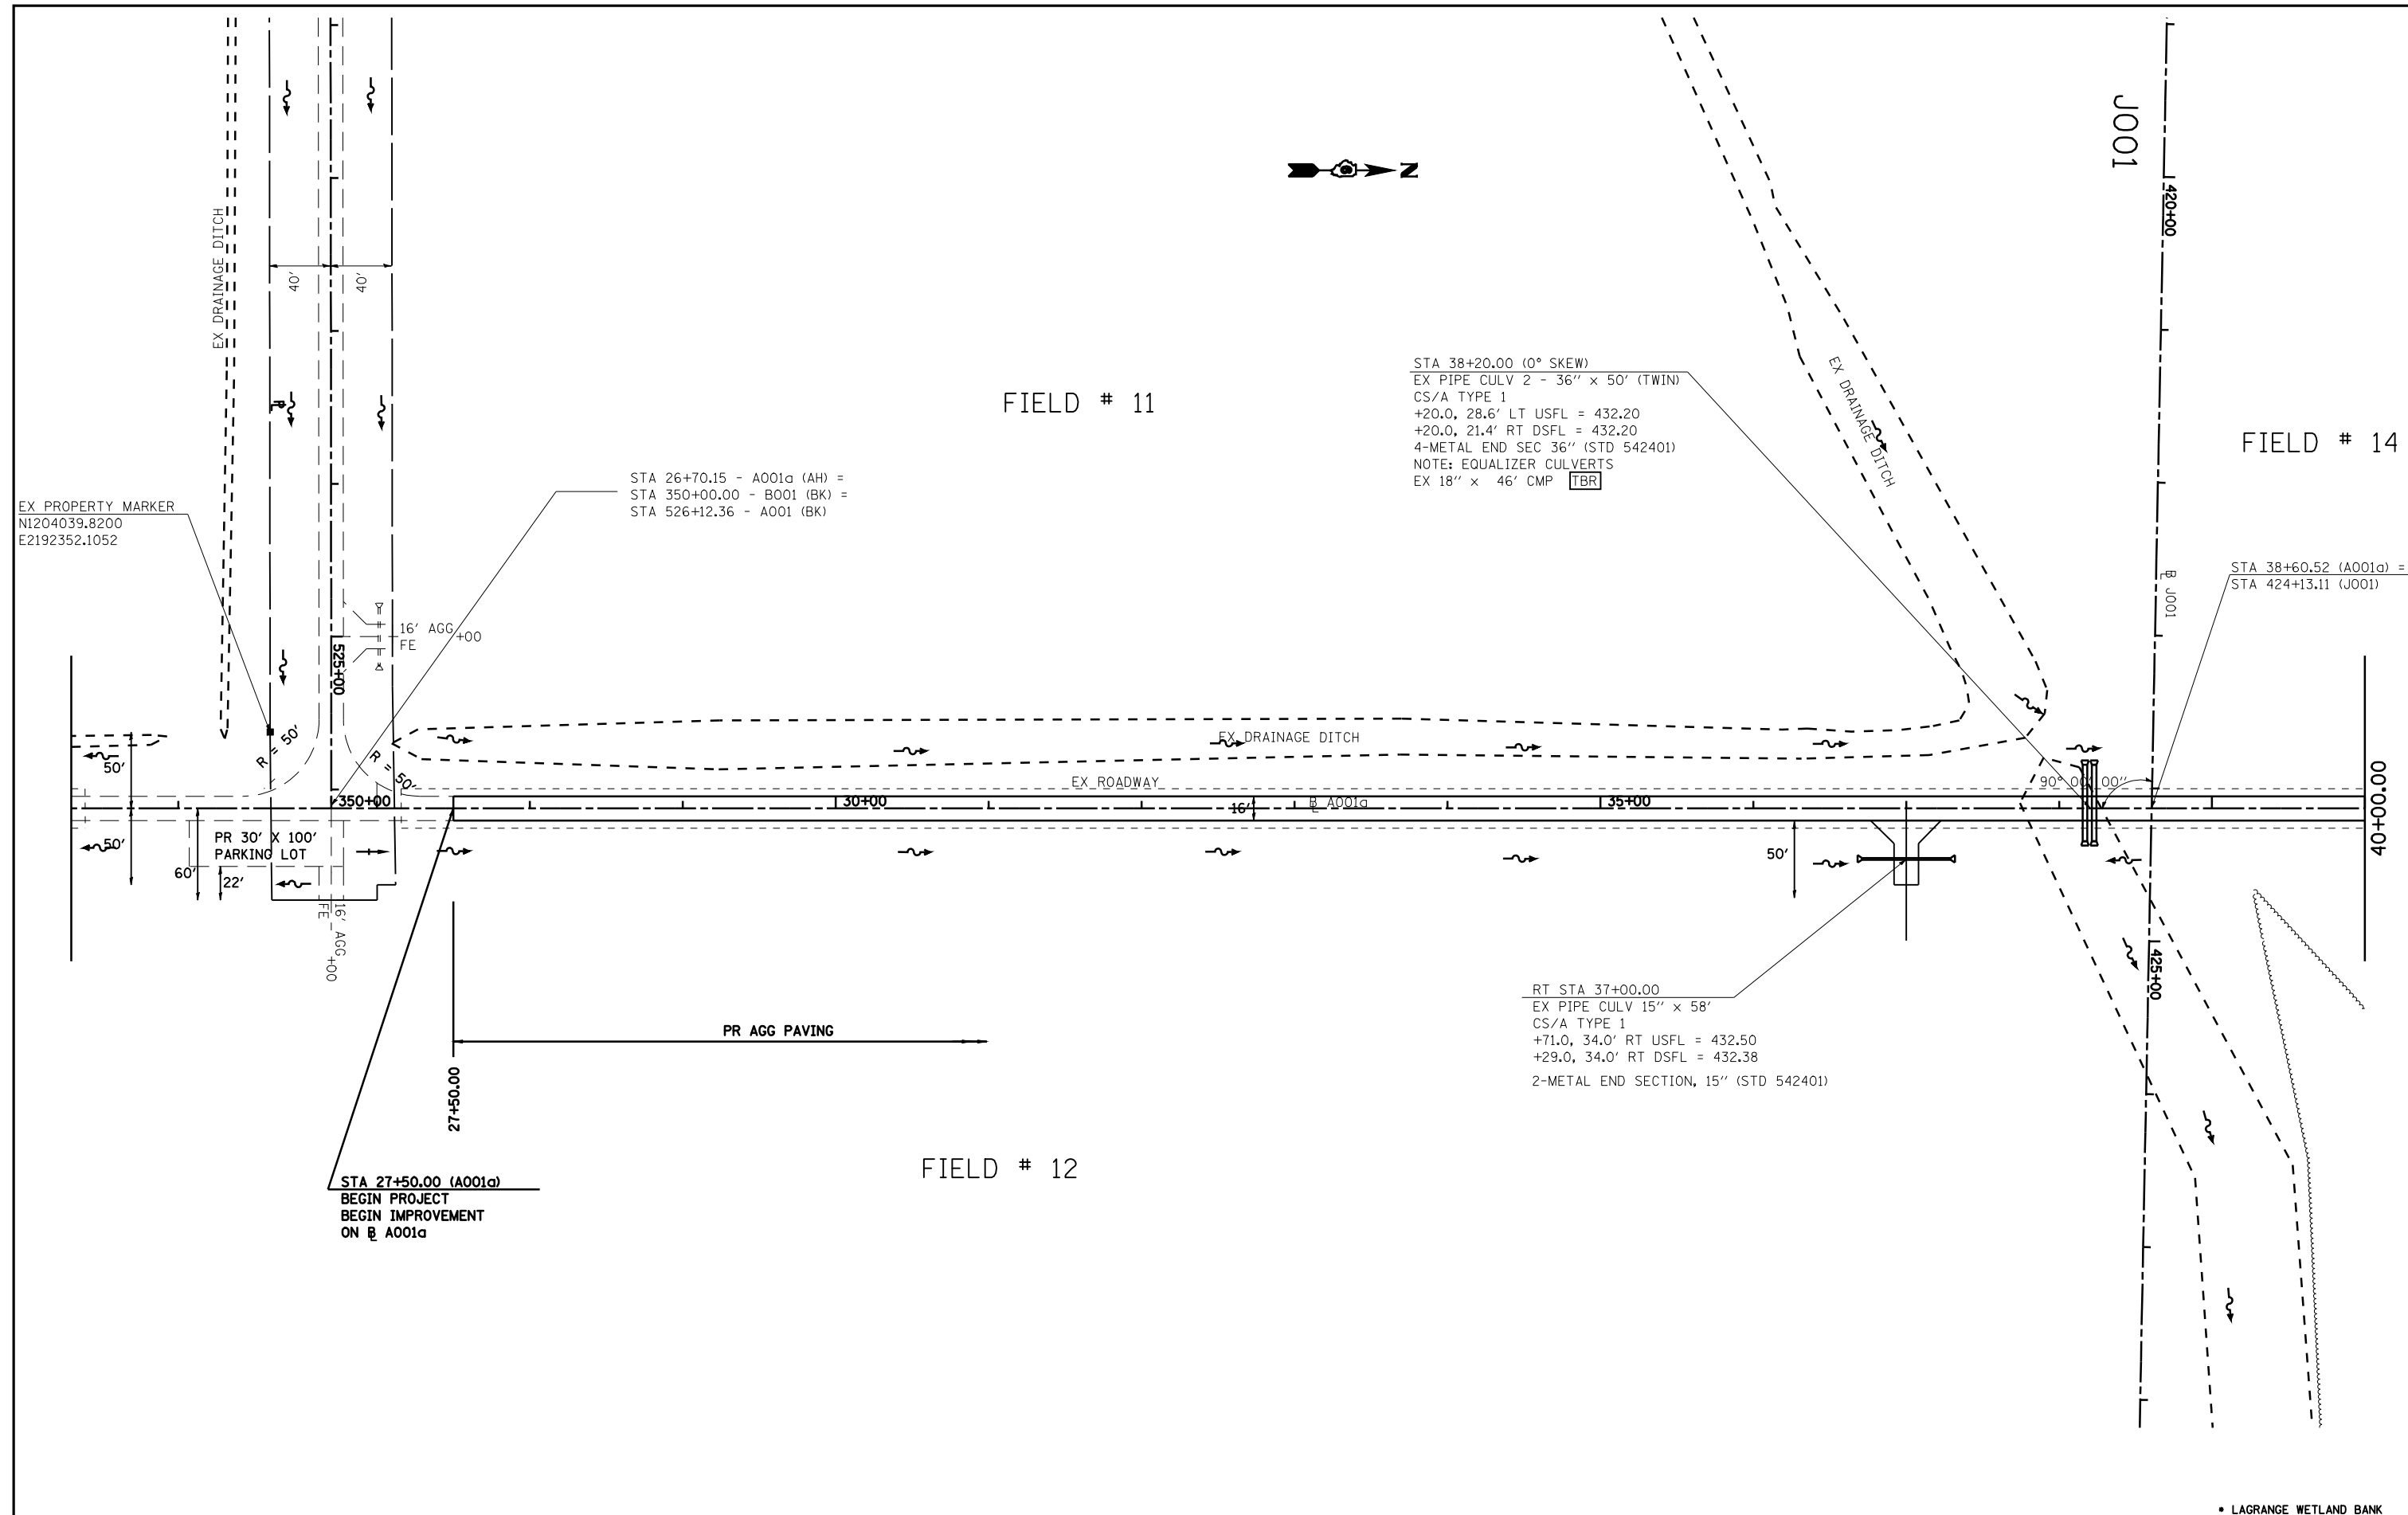 J001
420+00
EX DRAINAGE DITCH
40'
40'
N
FIELD # 11
FIELD # 14
STA 38+20.00 (0° SKEW)
EX PIPE CULV 2 - 36'' x 50' (TWIN)
CS/A TYPE 1
+20.0, 28.6' LT USFL = 432.20
+20.0, 21.4' RT DSFL = 432.20
4-METAL END SEC 36'' (STD 542401)
NOTE: EQUALIZER CULVERTS
EX 18'' x 46' CMP TBR
EX DRAINAGE DITCH
STA 26+70.15 - A001a (AH) =
STA 350+00.00 - B001 (BK) =
STA 526+12.36 - A001 (BK)
EX PROPERTY MARKER
N1204039.8200
E2192352.1052
STA 38+60.52 (A001a) =
STA 424+13.11 (J001)
BL J001
16' AGG
FE
+00
525+00
R = 50'
R = 50'
50'
50'
EX DRAINAGE DITCH
EX ROADWAY
90° 00' 00''
350+00
30+00
16'
BL A001a
35+00
40+00.00
PR 30' X 100'
PARKING LOT
60'
22'
50'
16' AGG
FE
+00
425+00
RT STA 37+00.00
EX PIPE CULV 15'' x 58'
CS/A TYPE 1
+71.0, 34.0' RT USFL = 432.50
+29.0, 34.0' RT DSFL = 432.38
2-METAL END SECTION, 15'' (STD 542401)
PR AGG PAVING
27+50.00
FIELD # 12
STA 27+50.00 (A001a)
BEGIN PROJECT
BEGIN IMPROVEMENT
ON BL A001a
• LAGRANGE WETLAND BANK